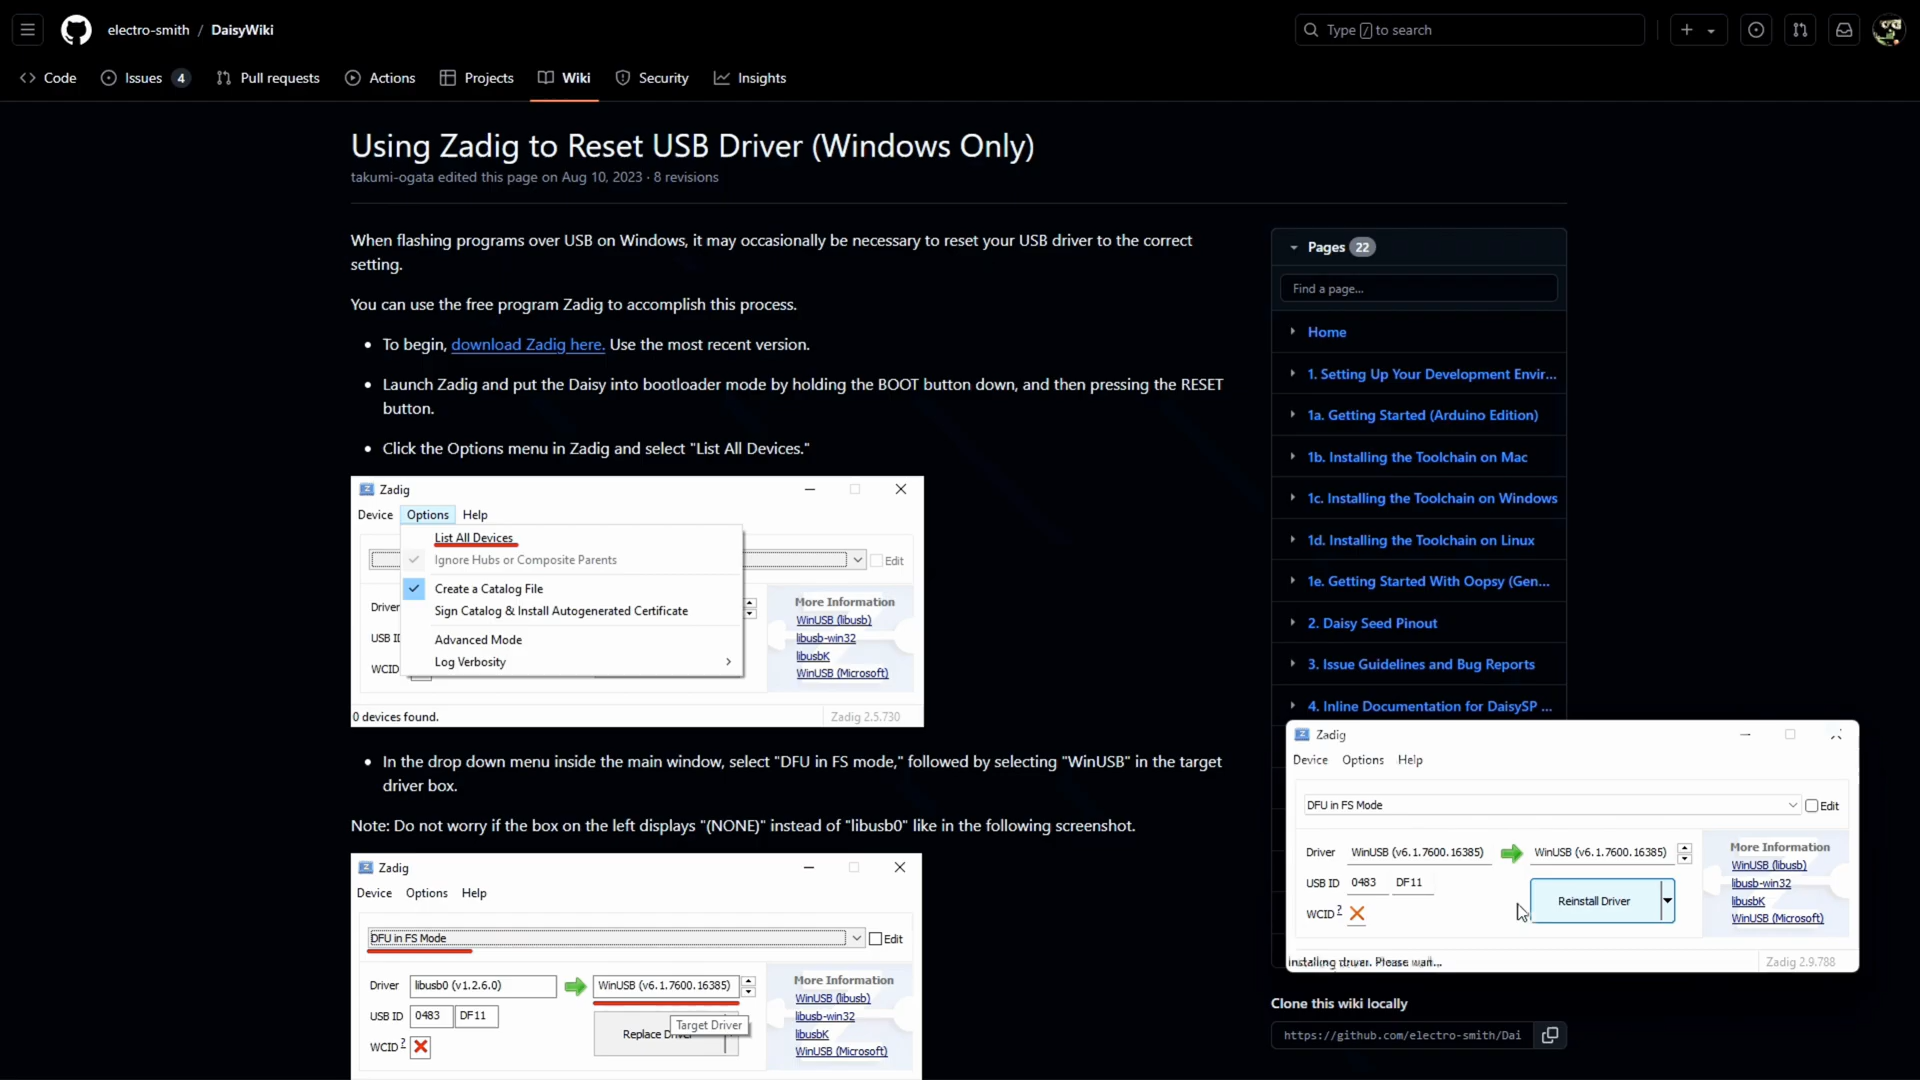 electro-smith / DaisyWiki
Type / to search
Code
Issues 4
Pull requests
Actions
Projects
Wiki
Security
Insights
Using Zadig to Reset USB Driver (Windows Only)
takumi-ogata edited this page on Aug 10, 2023 · 8 revisions
When flashing programs over USB on Windows, it may occasionally be necessary to reset your USB driver to the correct
setting.
You can use the free program Zadig to accomplish this process.
To begin, download Zadig here. Use the most recent version.
Launch Zadig and put the Daisy into bootloader mode by holding the BOOT button down, and then pressing the RESET
button.
Click the Options menu in Zadig and select "List All Devices."
Zadig
Device Options Help
List All Devices
Ignore Hubs or Composite Parents
Edit
Create a Catalog File
Sign Catalog & Install Autogenerated Certificate
Advanced Mode
Log Verbosity
Driver
USB ID
WCID
More Information
WinUSB (libusb)
libusb-win32
libusbK
WinUSB (Microsoft)
0 devices found.
Zadig 2.5.730
In the drop down menu inside the main window, select "DFU in FS mode," followed by selecting "WinUSB" in the target
driver box.
Note: Do not worry if the box on the left displays "(NONE)" instead of "libusb0" like in the following screenshot.
Zadig
Device Options Help
DFU in FS Mode
Edit
Driver libusb0 (v1.2.6.0) WinUSB (v6.1.7600.16385)
USB ID 0483 DF11
WCID ?
Replace
Target Driver
More Information
WinUSB (libusb)
libusb-win32
libusbK
WinUSB (Microsoft)
Pages 22
Find a page...
Home
1. Setting Up Your Development Envir...
1a. Getting Started (Arduino Edition)
1b. Installing the Toolchain on Mac
1c. Installing the Toolchain on Windows
1d. Installing the Toolchain on Linux
1e. Getting Started With Oopsy (Gen...
2. Daisy Seed Pinout
3. Issue Guidelines and Bug Reports
4. Inline Documentation for DaisySP ...
Zadig
Device Options Help
DFU in FS Mode
Edit
Driver WinUSB (v6.1.7600.16385) WinUSB (v6.1.7600.16385)
USB ID 0483 DF11
WCID ?
Reinstall Driver
More Information
WinUSB (libusb)
libusb-win32
libusbK
WinUSB (Microsoft)
Installing driver. Please wait...
Zadig 2.9.788
Clone this wiki locally
https://github.com/electro-smith/Dai